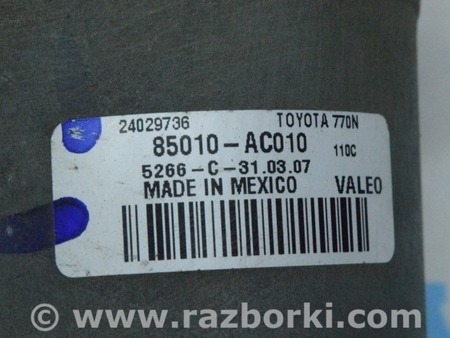 24029736 TOYOTA 770N
85010-AC010 110C
5266-C-31.03.07
MADE IN MEXICO VALEO
© www.razborki.com